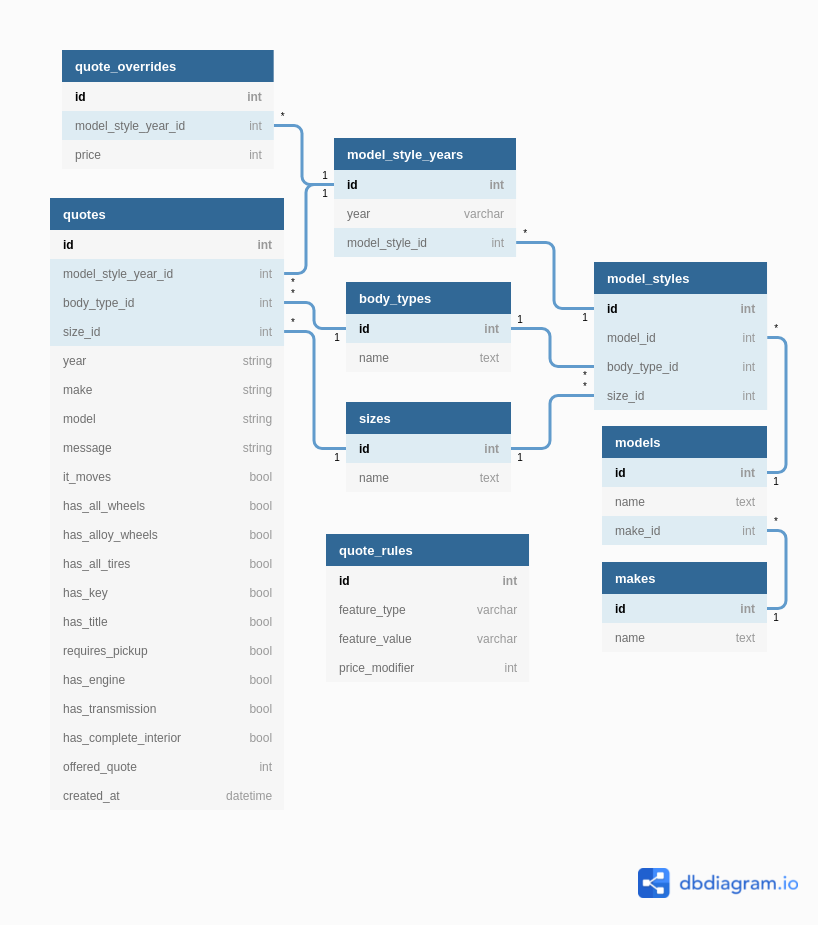 quote_overrides
id int
model_style_year_id int
price int
*
1
1
model_style_years
id int
year varchar
model_style_id int
*
quotes
id int
model_style_year_id int
body_type_id int
size_id int
year string
make string
model string
message string
it_moves bool
has_all_wheels bool
has_alloy_wheels bool
has_all_tires bool
has_key bool
has_title bool
requires_pickup bool
has_engine bool
has_transmission bool
has_complete_interior bool
offered_quote int
created_at datetime
*
*
*
body_types
id int
name text
1
1
sizes
id int
name text
1
1
quote_rules
id int
feature_type varchar
feature_value varchar
price_modifier int
model_styles
id int
model_id int
body_type_id int
size_id int
1
*
*
*
models
id int
name text
make_id int
1
*
makes
id int
name text
1
dbdiagram.io